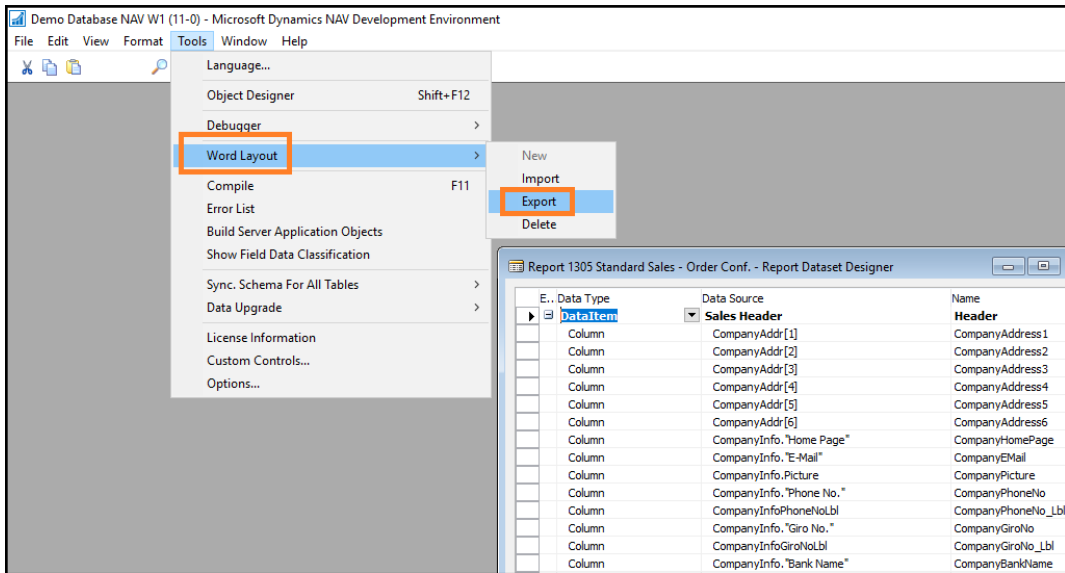 Demo Database NAV W1 (11-0) - Microsoft Dynamics NAV Development Environment
File Edit View Format Tools Window Help
Language...
Object Designer Shift+F12
Debugger
Word Layout
New
Import
Export
Delete
Compile F11
Error List
Build Server Application Objects
Show Field Data Classification
Sync. Schema For All Tables
Data Upgrade
License Information
Custom Controls...
Options...
Report 1305 Standard Sales - Order Conf. - Report Dataset Designer
E.. Data Type Data Source Name
DataItem Sales Header Header
Column CompanyAddr[1] CompanyAddress1
Column CompanyAddr[2] CompanyAddress2
Column CompanyAddr[3] CompanyAddress3
Column CompanyAddr[4] CompanyAddress4
Column CompanyAddr[5] CompanyAddress5
Column CompanyAddr[6] CompanyAddress6
Column CompanyInfo."Home Page" CompanyHomePage
Column CompanyInfo."E-Mail" CompanyEMail
Column CompanyInfo.Picture CompanyPicture
Column CompanyInfo."Phone No." CompanyPhoneNo
Column CompanyInfoPhoneNoLbl CompanyPhoneNo_Lbl
Column CompanyInfo."Giro No." CompanyGiroNo
Column CompanyInfoGiroNoLbl CompanyGiroNo_Lbl
Column CompanyInfo."Bank Name" CompanyBankName